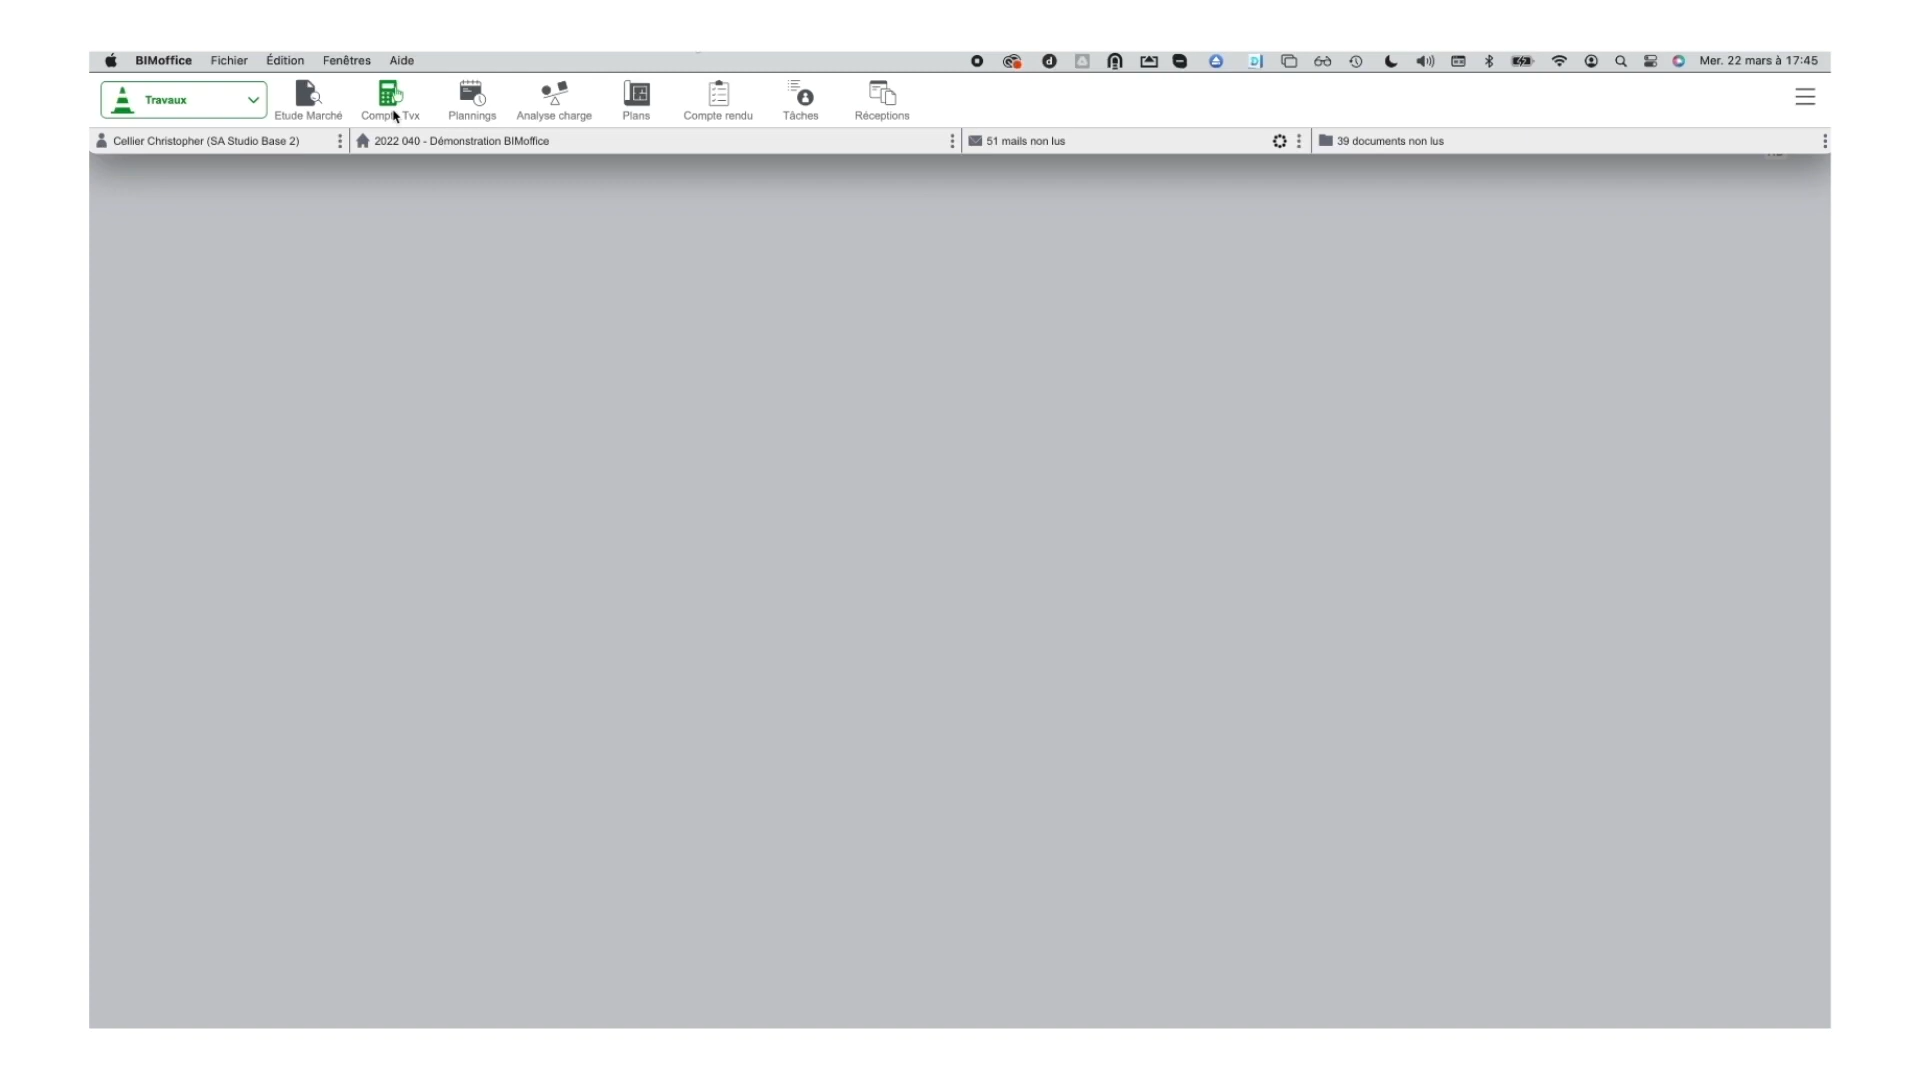 BIMoffice Fichier Édition Fenêtres Aide Mer. 22 mars à 17:45
Travaux
Etude Marché Compta Tvx Plannings Analyse charge Plans Compte rendu Tâches Réceptions
Cellier Christopher (SA Studio Base 2) 2022 040 - Démonstration BIMoffice 51 mails non lus 39 documents non lus